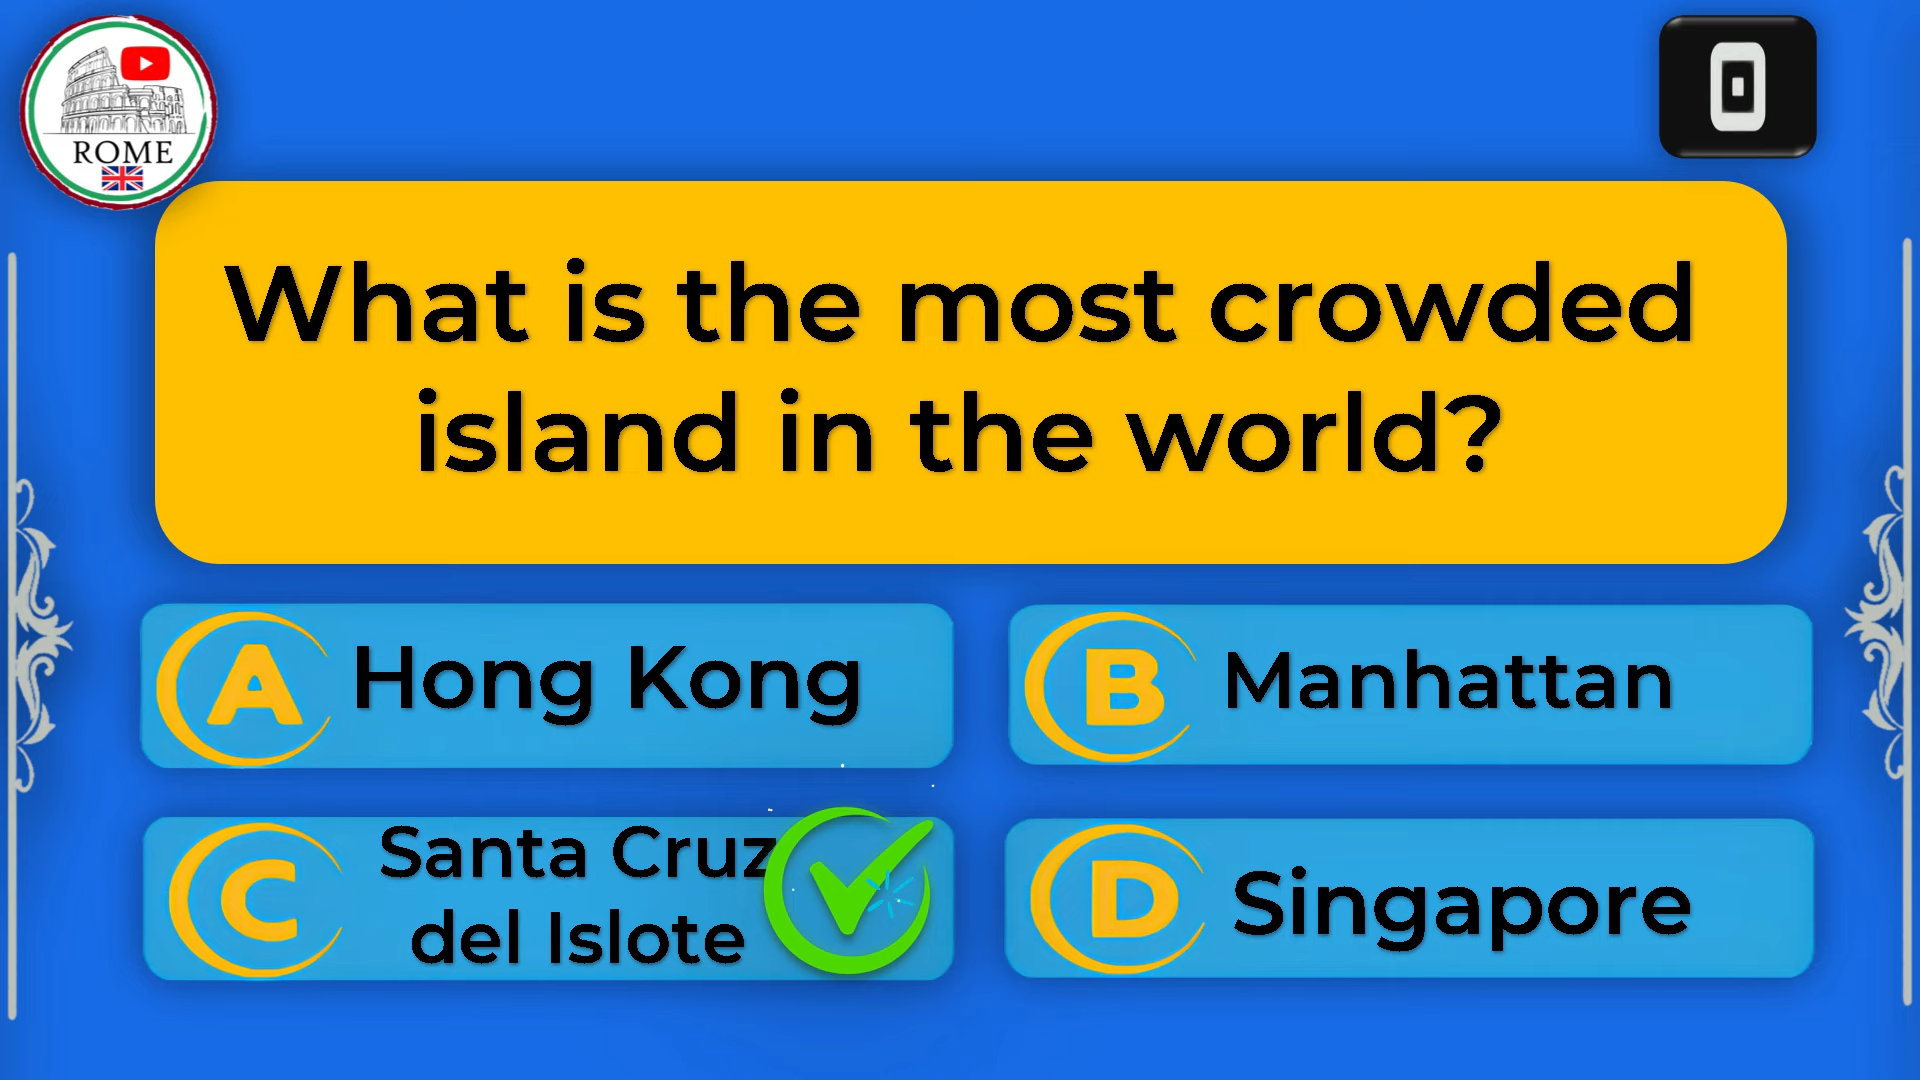 ROME
0
What is the most crowded
island in the world?
A Hong Kong
B Manhattan
C Santa Cruz
del Islote
D Singapore